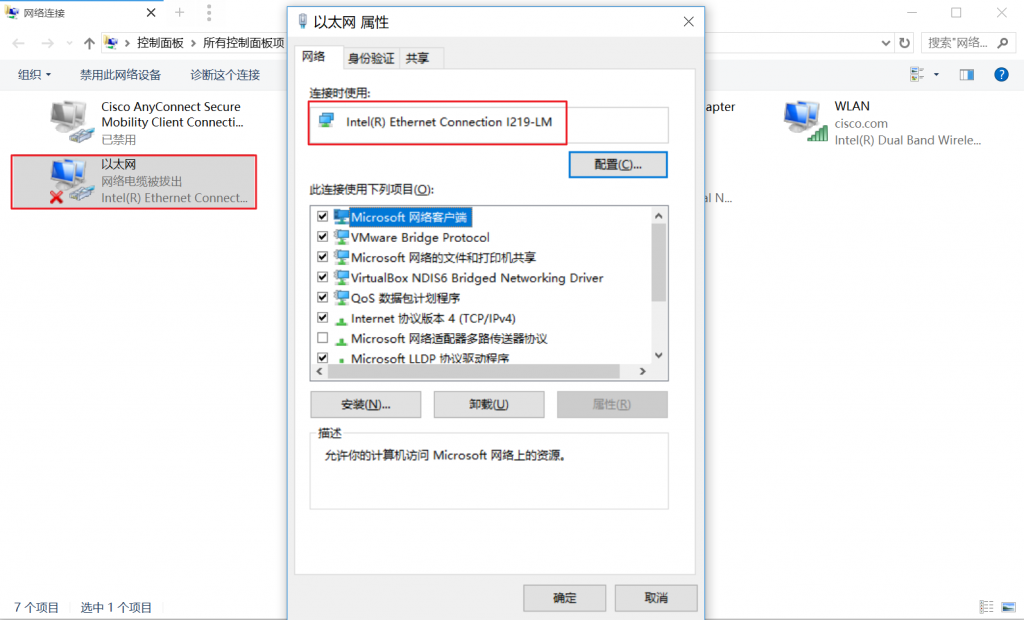 网络连接
以太网 属性
控制面板
所有控制面板项
搜索"网络...
组织
禁用此网络设备
诊断这个连接
Cisco AnyConnect Secure
Mobility Client Connecti...
已禁用
以太网
网络电缆被拔出
Intel(R) Ethernet Connect...
网络
身份验证
共享
连接时使用:
Intel(R) Ethernet Connection I219-LM
配置(C)...
此连接使用下列项目(O):
Microsoft 网络客户端
VMware Bridge Protocol
Microsoft 网络的文件和打印机共享
VirtualBox NDIS6 Bridged Networking Driver
QoS 数据包计划程序
Internet 协议版本 4 (TCP/IPv4)
Microsoft 网络适配器多路传送器协议
Microsoft LLDP 协议驱动程序
安装(N)...
卸载(U)
属性(R)
描述
允许你的计算机访问 Microsoft 网络上的资源。
确定
取消
apter
al N...
WLAN
cisco.com
Intel(R) Dual Band Wirele...
7 个项目
选中 1 个项目